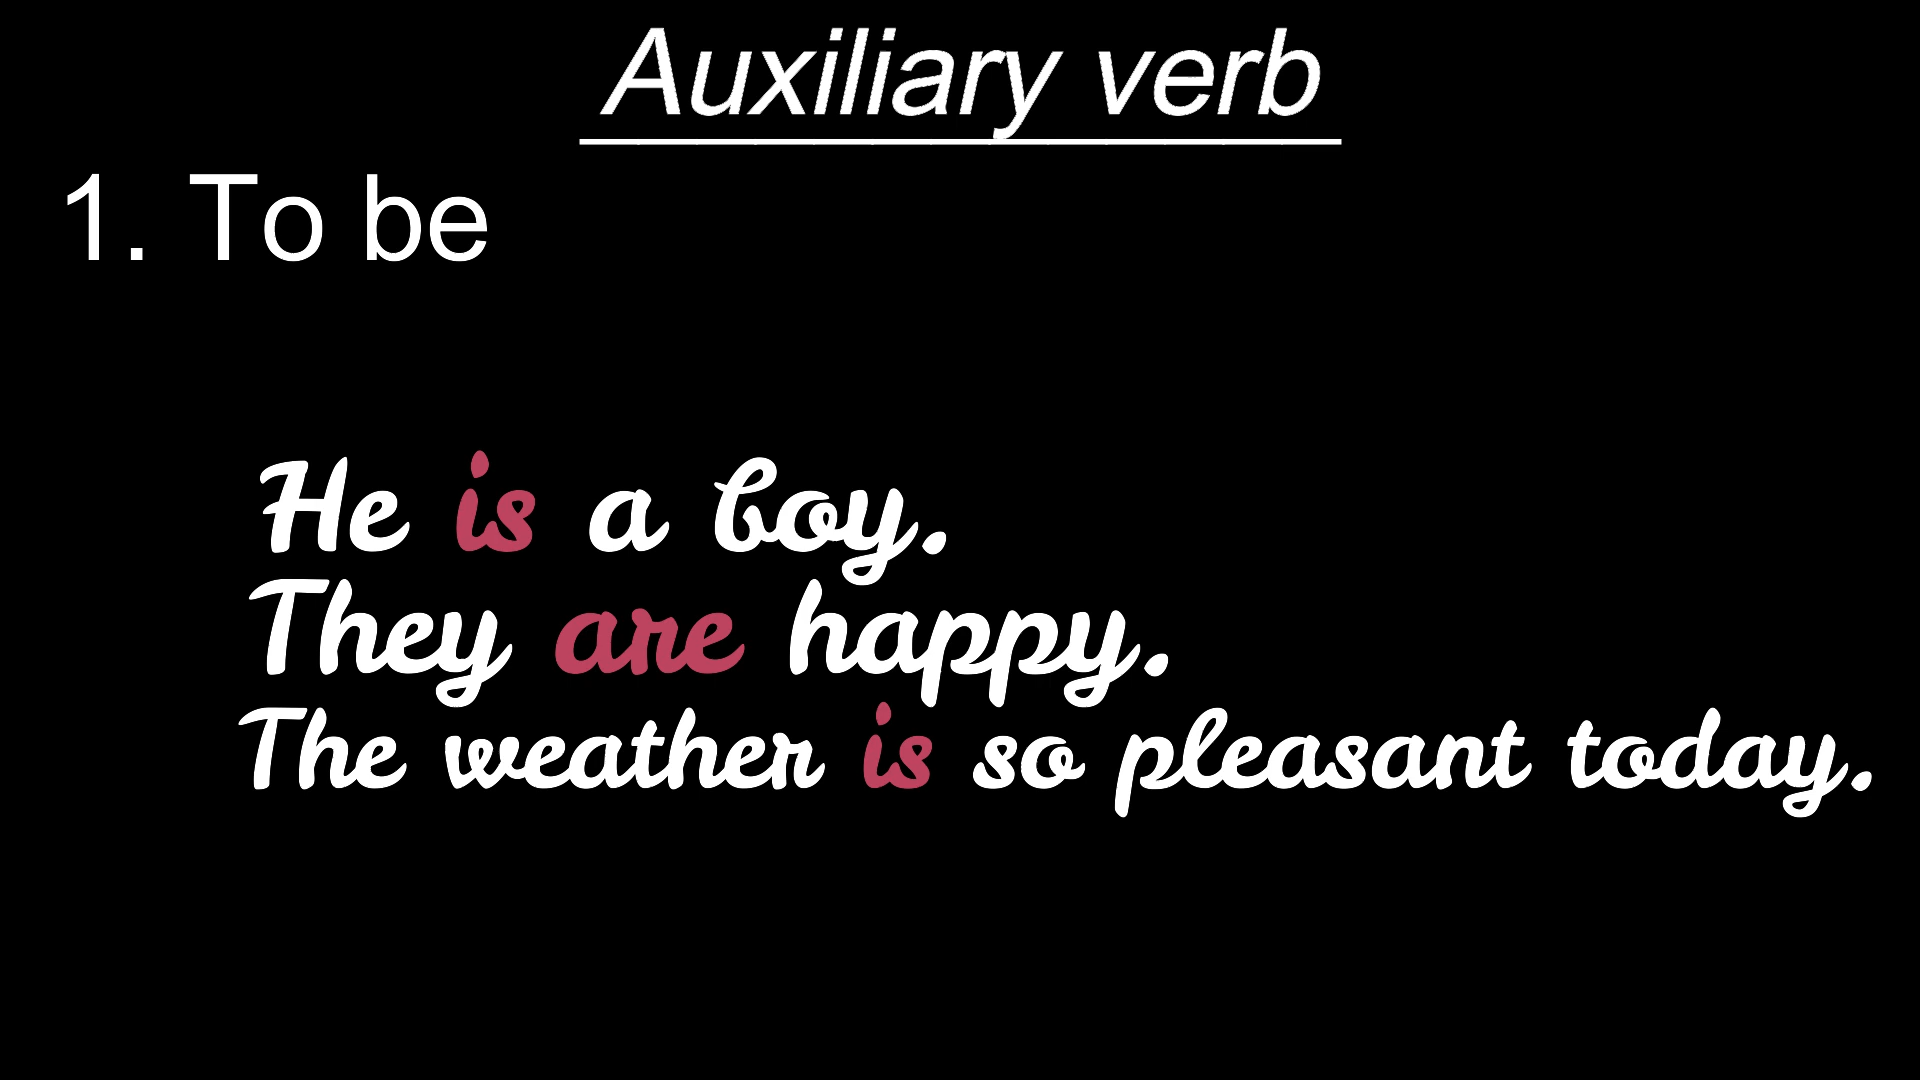 Auxiliary verb
1. To be
He is a boy.
They are happy.
The weather is so pleasant today.